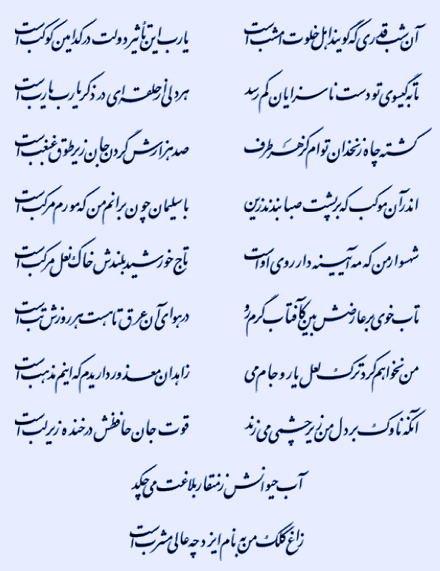 آن شب قدری که گویند اهل خلوت امشب است یارب این تأثیر دولت در کدامین کوکب است
تا به گیسوی تو دست ناسزایان کم رسد هر دلی از حلقه ای در ذکر یارب یارب است
کشته چاه زنخدان توام کز هر طرف صد هزارش گردن جان زیر طوق غبغب است
اندر آن موکب که بر پشت صبا بندند زین با سلیمان چون برانم من که مورم مرکب است
شهسوار من که مه آیینه دار روی اوست تاج خورشید بلندش خاک نعل مرکب است
تاب خوی بر عارضش بین کآفتاب گرم رو در هوای آن عرق تا هست هر روزش تب است
من نخواهم کرد ترک لعل یار و جام می زاهدان معذور داریدم که اینم مذهب است
آنکه ناوک بر دل من زیر چشمی می زند قوت جان حافظش در خنده زیر لب است
آب حیوانش ز منقار بلاغت می چکد
زاغ کلک من به نام ایزد چه عالی مشرب است